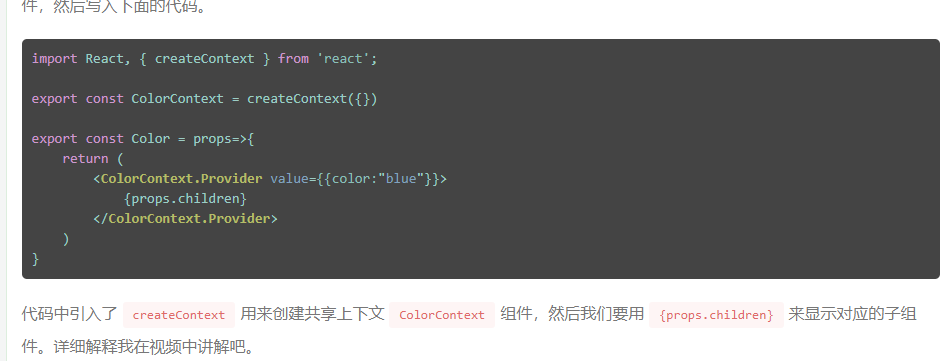 件，然后写入下面的代码。
import React, { createContext } from 'react';
export const ColorContext = createContext({})
export const Color = props=>{
    return (
        <ColorContext.Provider value={{color:"blue"}}>
            {props.children}
        </ColorContext.Provider>
    )
}
代码中引入了 createContext 用来创建共享上下文 ColorContext 组件，然后我们要用 {props.children} 来显示对应的子组
件。详细解释我在视频中讲解吧。